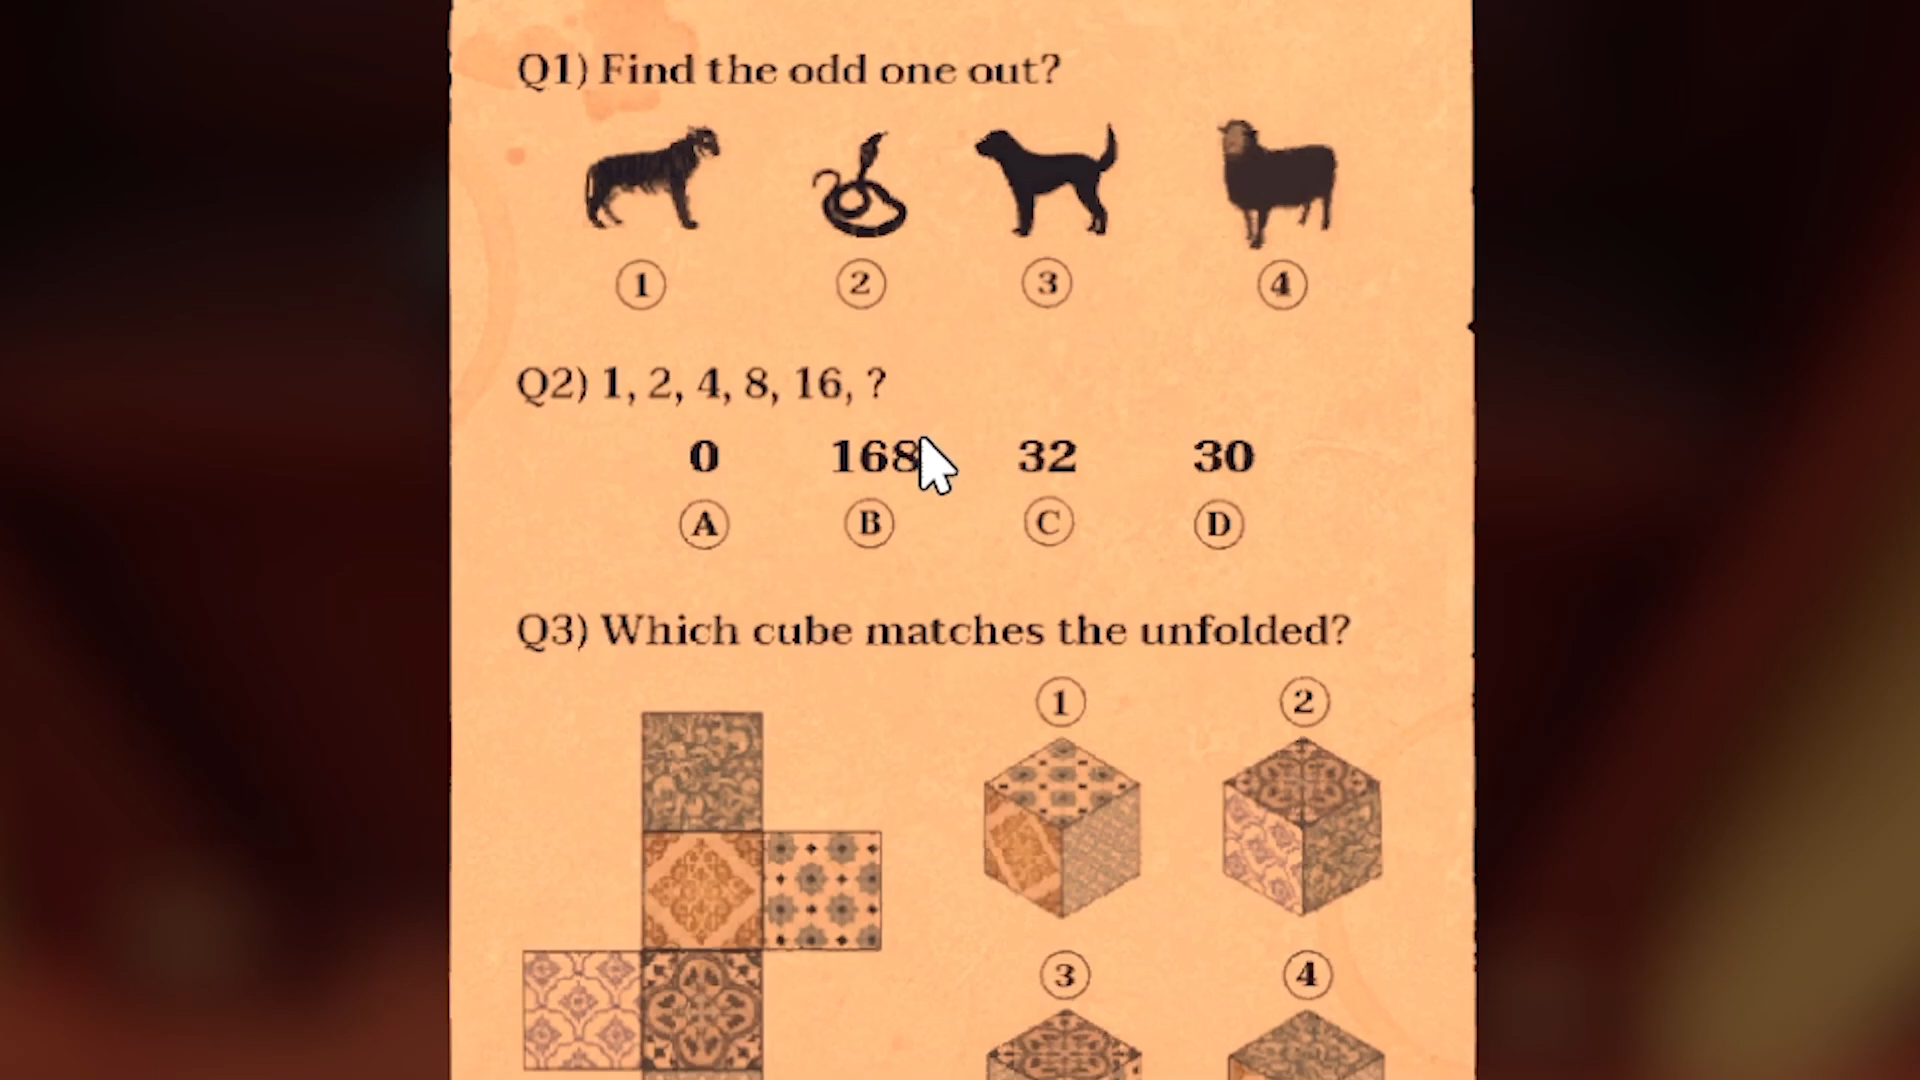 Q1) Find the odd one out?
1 2 3 4
Q2) 1, 2, 4, 8, 16, ?
0 168 32 30
A B C D
Q3) Which cube matches the unfolded?
1 2
3 4